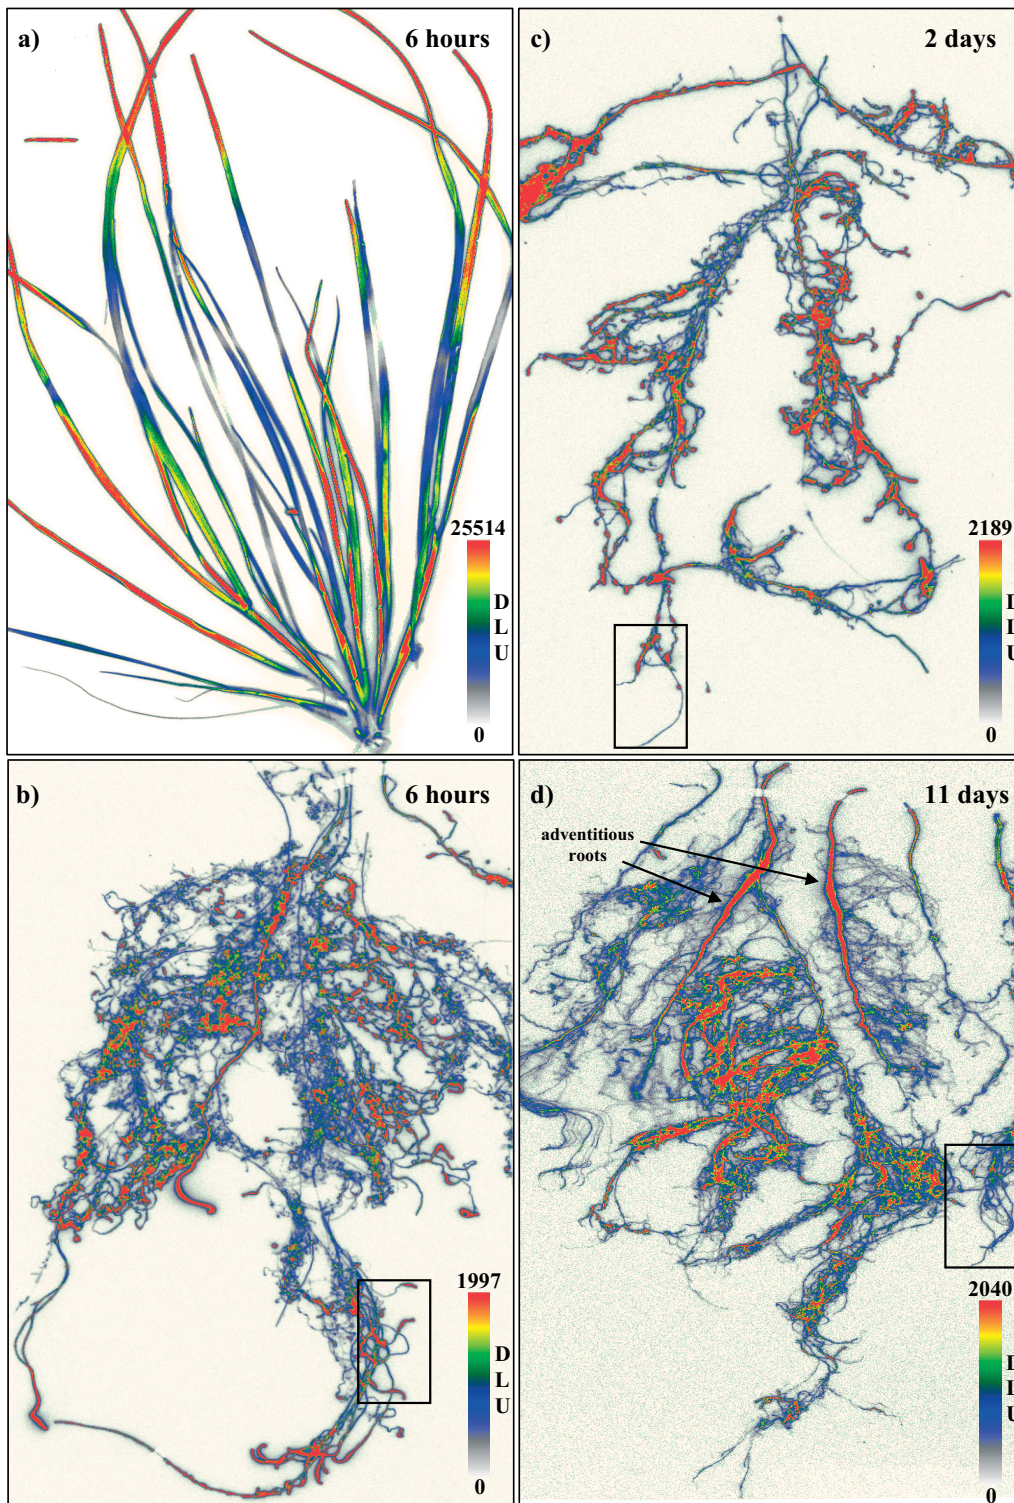 a)
6 hours
25514
D
L
U
0
c)
2 days
2189
D
L
U
0
b)
6 hours
1997
D
L
U
0
d)
11 days
adventitious
roots
2040
D
L
U
0